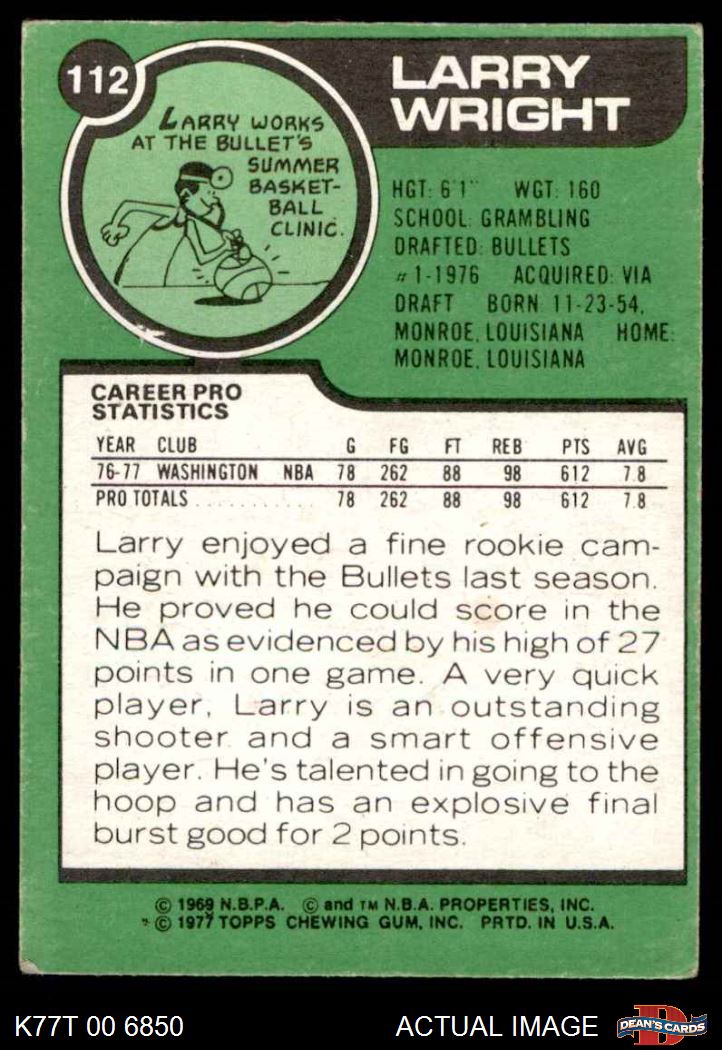 112
LARRY
WRIGHT
LARRY WORKS
AT THE BULLET'S
SUMMER
BASKET-
BALL
CLINIC.
HGT: 6'1" WGT: 160
SCHOOL: GRAMBLING
DRAFTED: BULLETS
#1-1976 ACQUIRED: VIA
DRAFT BORN 11-23-54,
MONROE, LOUISIANA HOME:
MONROE, LOUISIANA
CAREER PRO
STATISTICS
YEAR CLUB G FG FT REB PTS AVG
76-77 WASHINGTON NBA 78 262 88 98 612 7.8
PRO TOTALS . . . . . . . . . . . . 78 262 88 98 612 7.8
Larry enjoyed a fine rookie cam-
paign with the Bullets last season.
He proved he could score in the
NBA as evidenced by his high of 27
points in one game. A very quick
player, Larry is an outstanding
shooter and a smart offensive
player. He's talented in going to the
hoop and has an explosive final
burst good for 2 points.
© 1969 N.B.P.A. © and TM N.B.A. PROPERTIES, INC.
* © 1977 TOPPS CHEWING GUM, INC. PRTD. IN U.S.A.
K77T 00 6850 ACTUAL IMAGE D DEAN'S CARDS